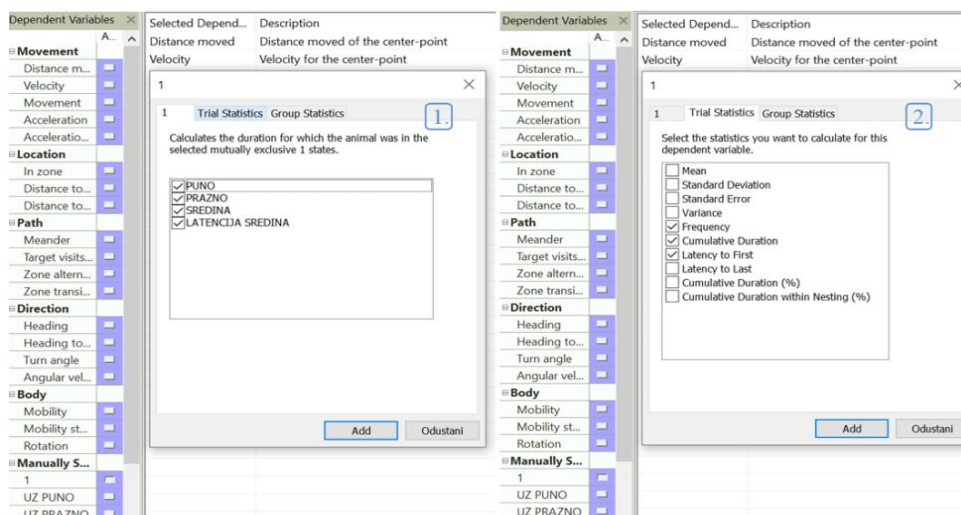 Dependent Variables
A...
Movement
Distance m...
Velocity
Movement
Acceleration
Acceleratio...
Location
In zone
Distance to...
Distance to...
Path
Meander
Target visits...
Zone altern...
Zone transi...
Direction
Heading
Heading to...
Turn angle
Angular vel...
Body
Mobility
Mobility st...
Rotation
Manually S...
1
UZ PUNO
UZ PRAZNO
Selected Depend... Description
Distance moved Distance moved of the center-point
Velocity Velocity for the center-point
1
1 Trial Statistics Group Statistics
1.
Calculates the duration for which the animal was in the
selected mutually exclusive 1 states.
PUNO
PRAZNO
SREDINA
LATENCIJA SREDINA
Add Odustani
Dependent Variables
A...
Movement
Distance m...
Velocity
Movement
Acceleration
Acceleratio...
Location
In zone
Distance to...
Distance to...
Path
Meander
Target visits...
Zone altern...
Zone transi...
Direction
Heading
Heading to...
Turn angle
Angular vel...
Body
Mobility
Mobility st...
Rotation
Manually S...
1
UZ PUNO
UZ PRAZNO
Selected Depend... Description
Distance moved Distance moved of the center-point
Velocity Velocity for the center-point
1
1 Trial Statistics Group Statistics
2.
Select the statistics you want to calculate for this
dependent variable.
Mean
Standard Deviation
Standard Error
Variance
Frequency
Cumulative Duration
Latency to First
Latency to Last
Cumulative Duration (%)
Cumulative Duration within Nesting (%)
Add Odustani